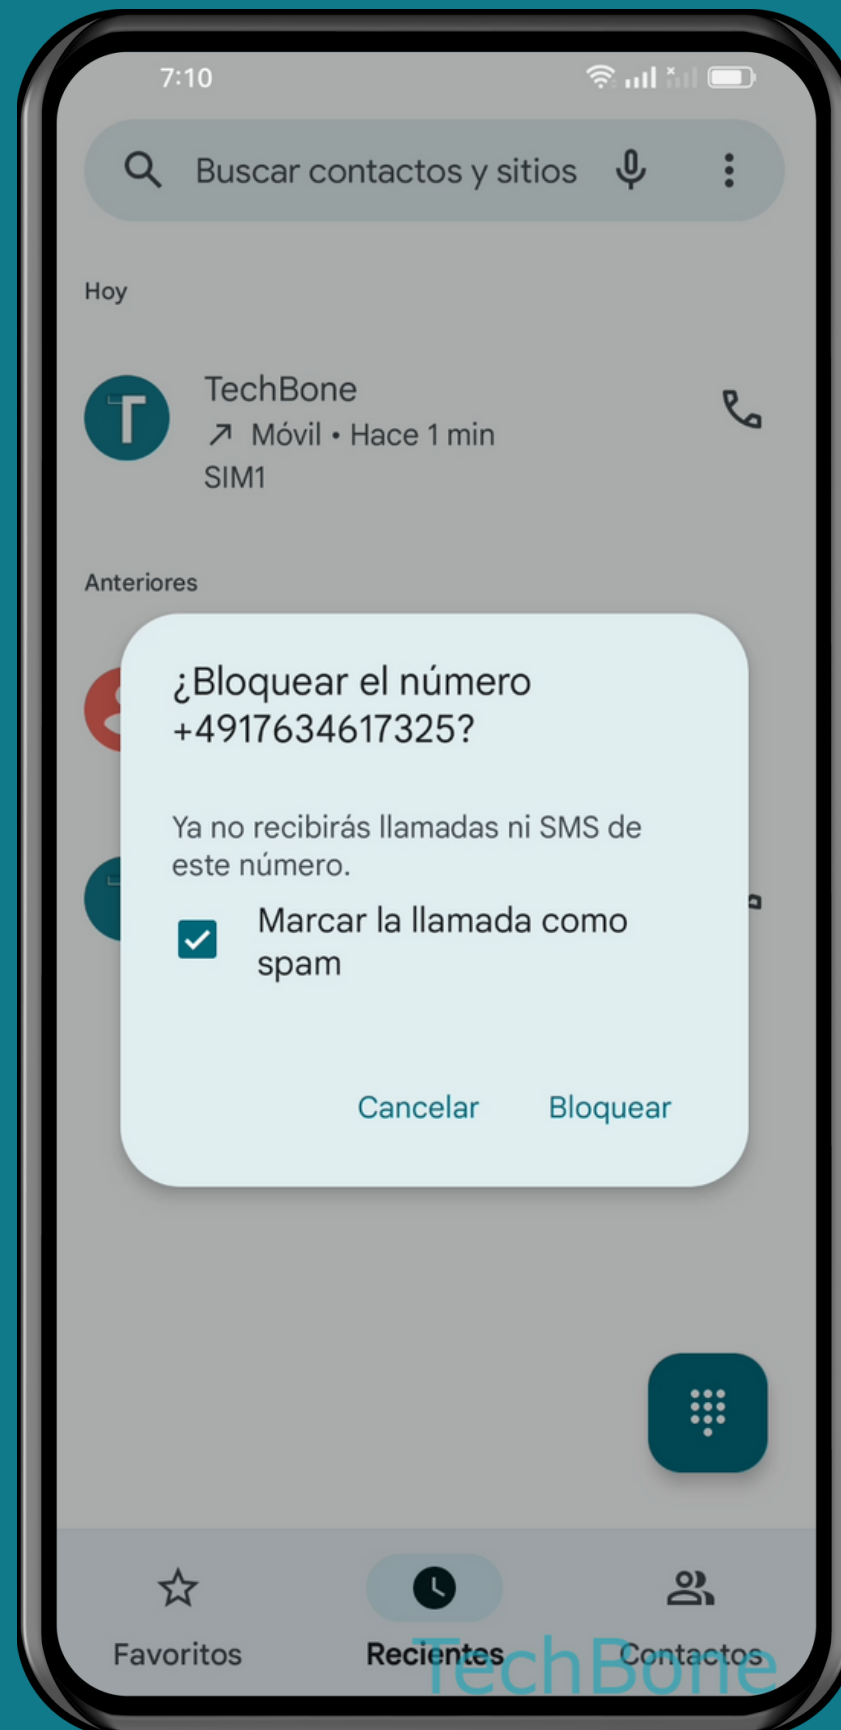 7:10
Buscar contactos y sitios
Hoy
T
TechBone
Móvil • Hace 1 min
SIM1
Anteriores
¿Bloquear el número
+4917634617325?
Ya no recibirás llamadas ni SMS de
este número.
Marcar la llamada como
spam
Cancelar Bloquear
Favoritos Recientes Contactos
TechBone